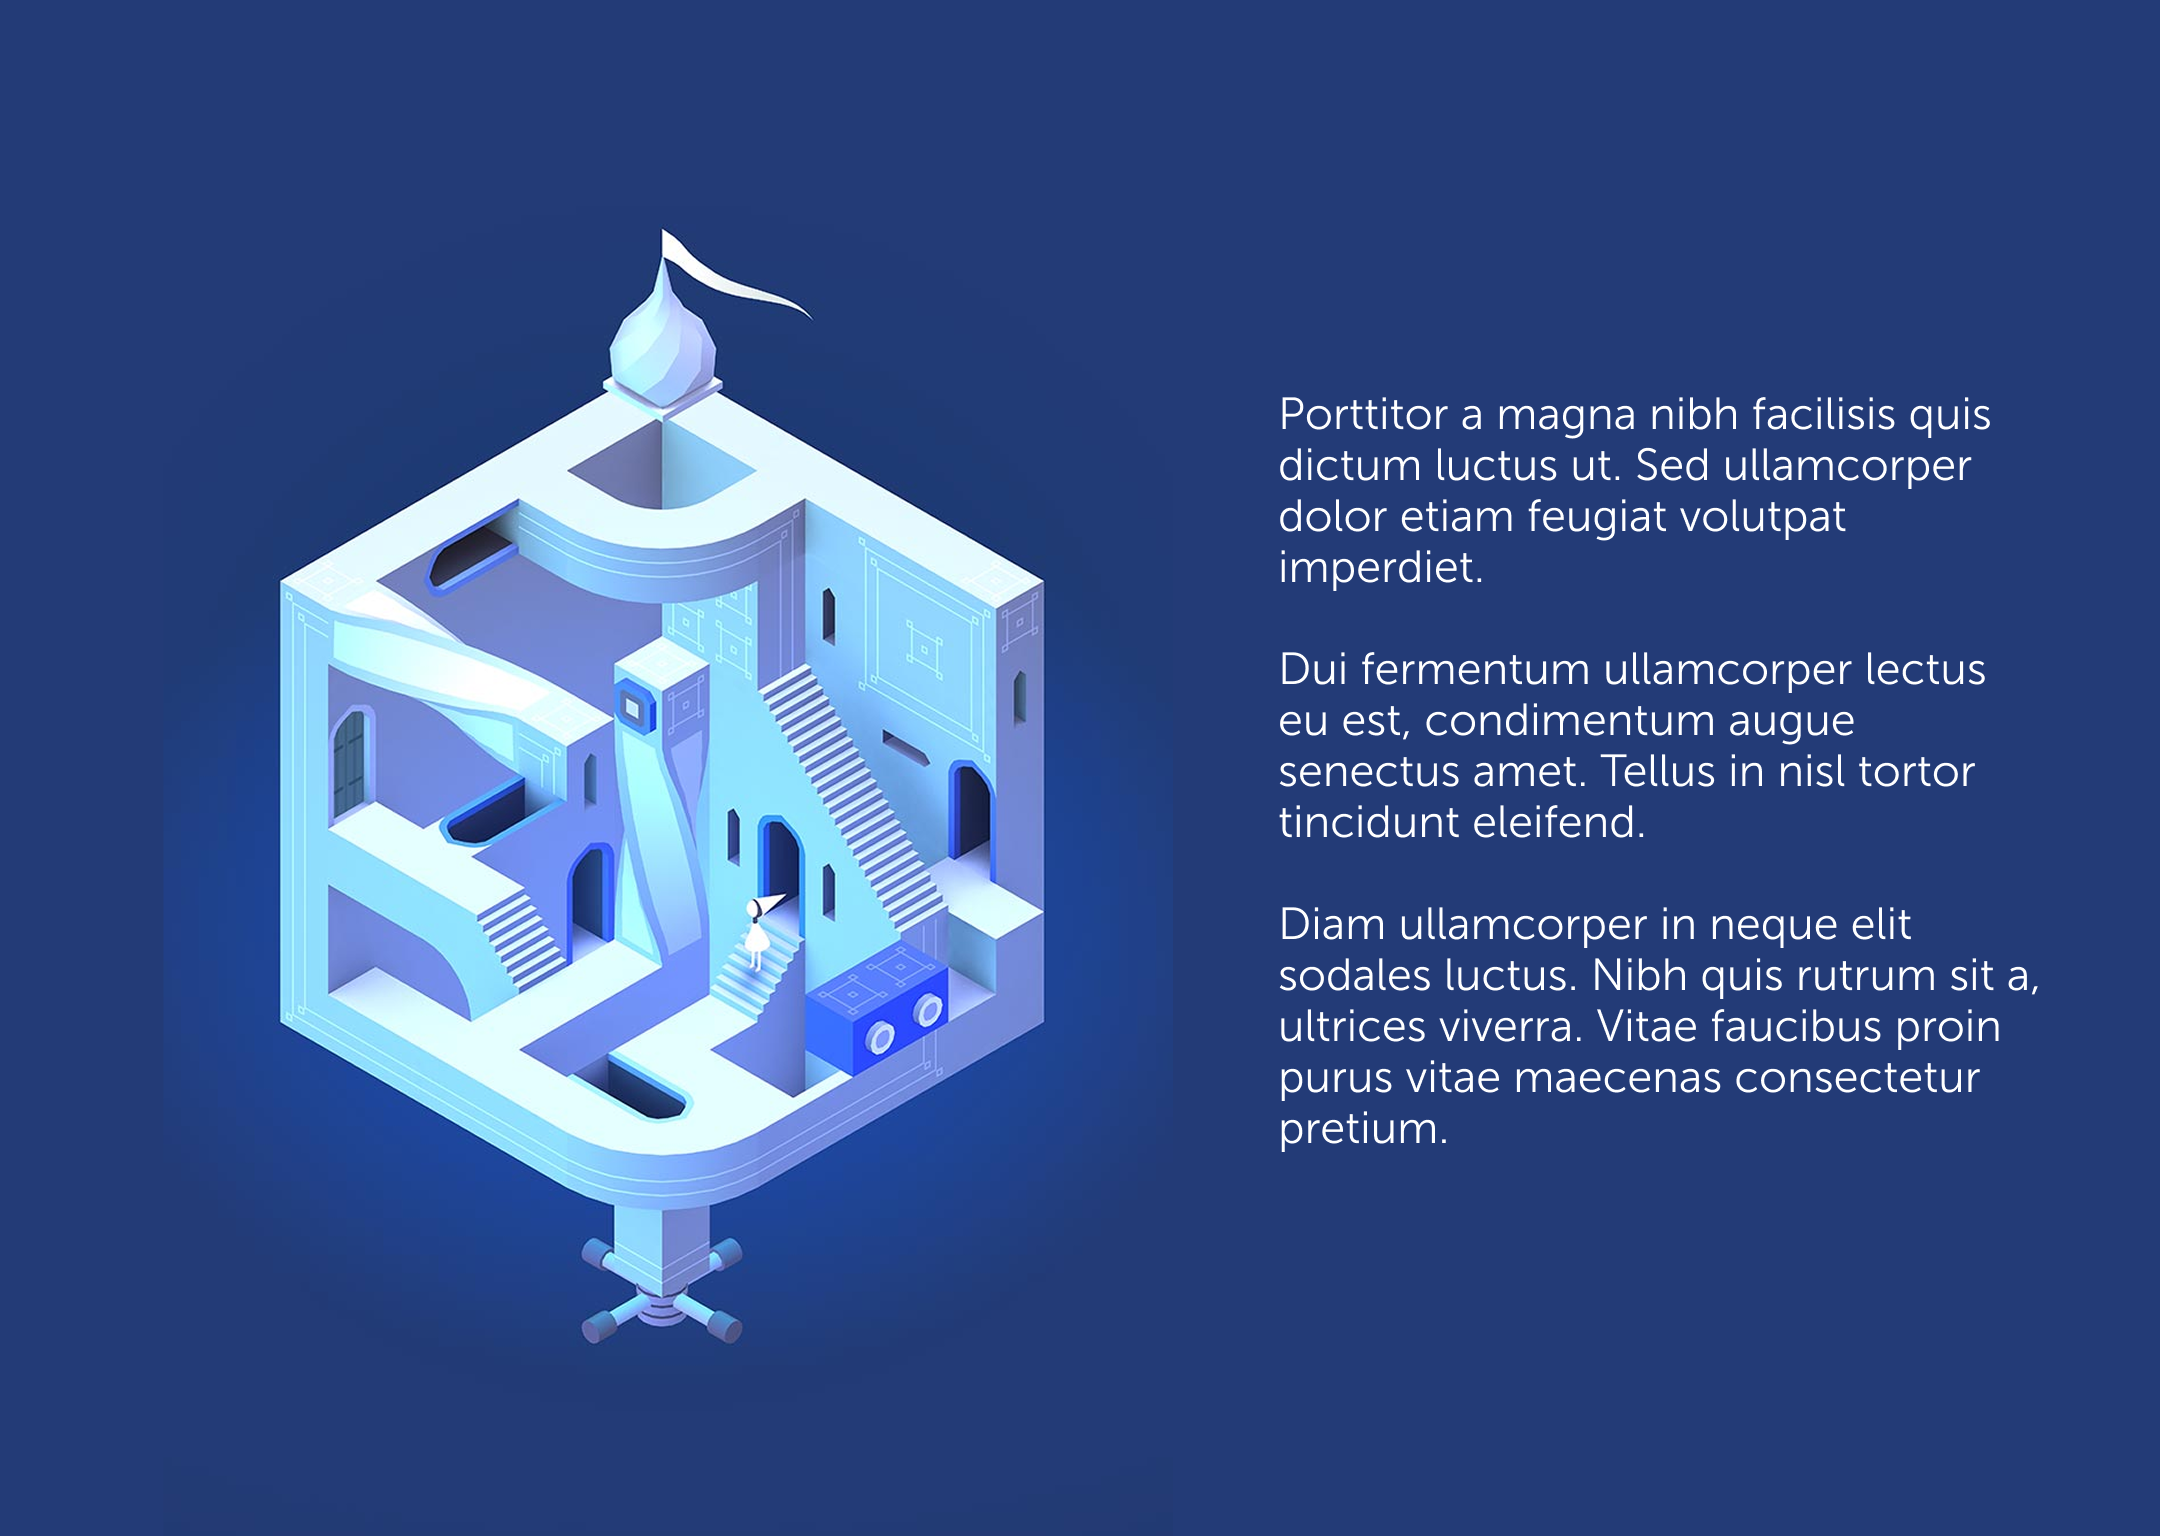 Porttitor a magna nibh facilisis quis
dictum luctus ut. Sed ullamcorper
dolor etiam feugiat volutpat
imperdiet.
Dui fermentum ullamcorper lectus
eu est, condimentum augue
senectus amet. Tellus in nisl tortor
tincidunt eleifend.
Diam ullamcorper in neque elit
sodales luctus. Nibh quis rutrum sit a,
ultrices viverra. Vitae faucibus proin
purus vitae maecenas consectetur
pretium.